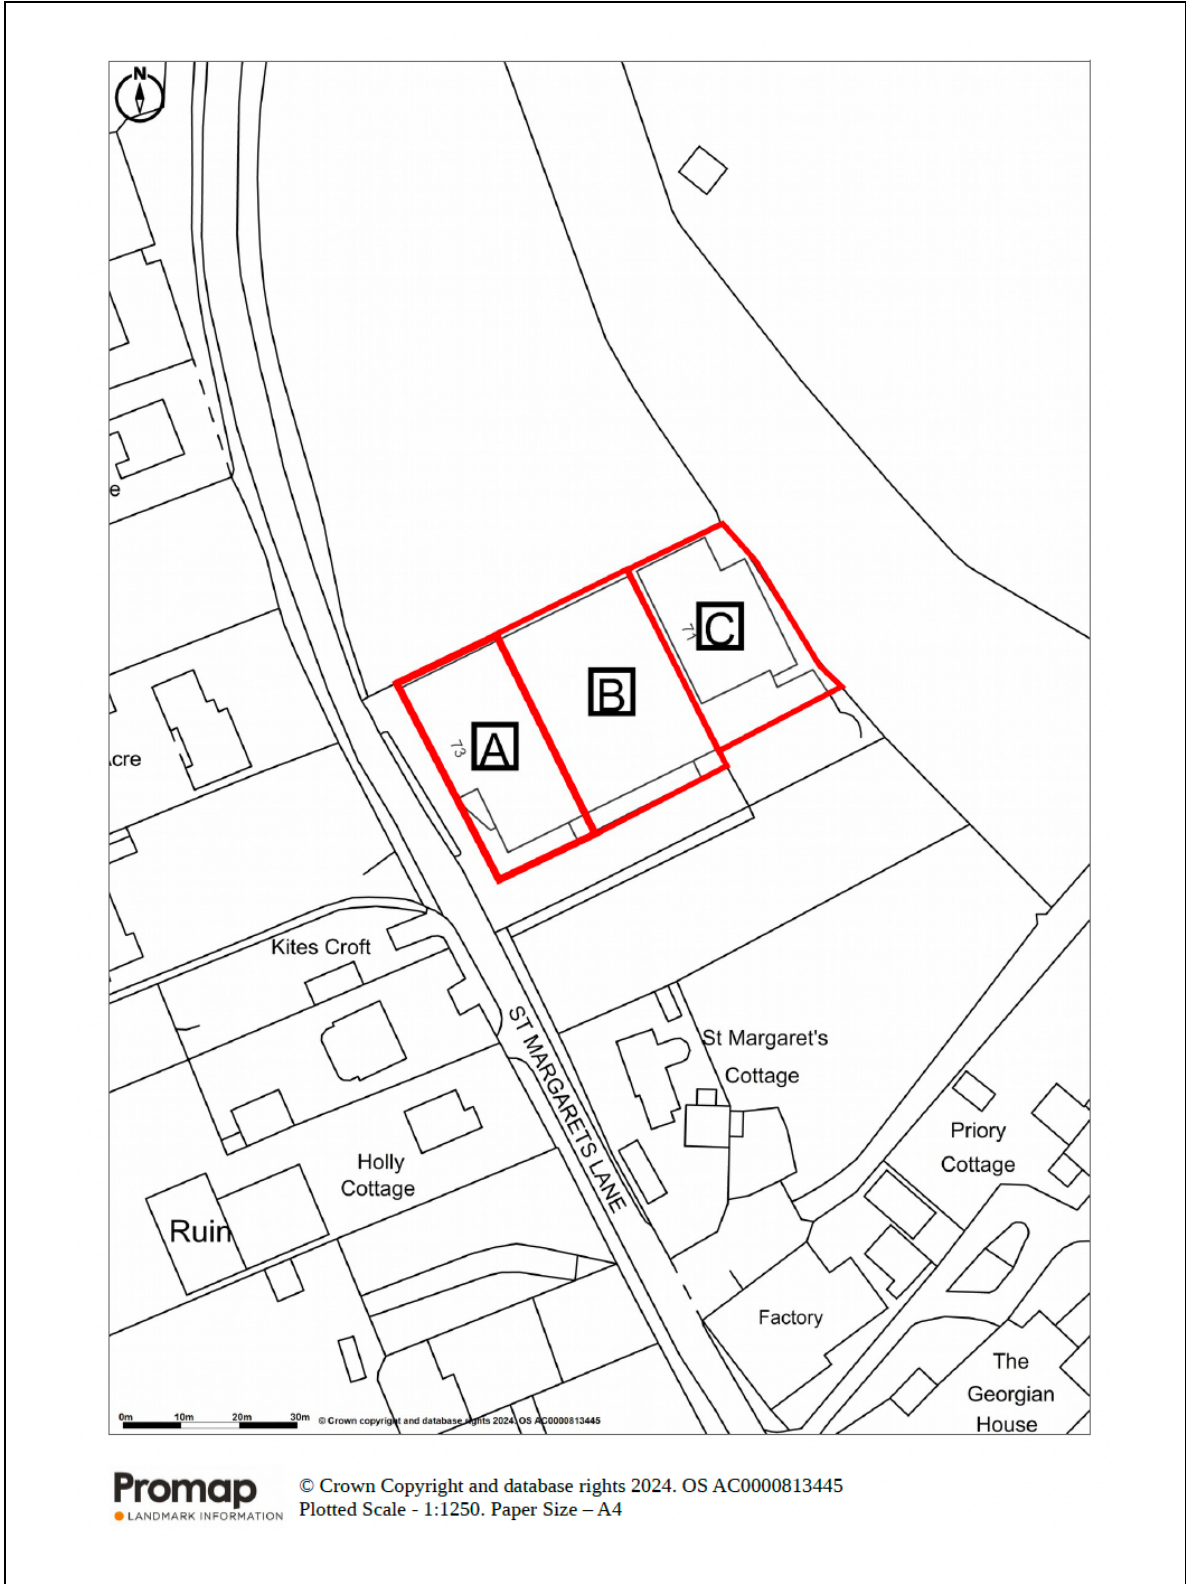 N
e
C
71
B
A
73
cre
Kites Croft
ST MARGARETS LANE
St Margaret's
Cottage
Priory
Cottage
Holly
Cottage
Ruin
Factory
The
Georgian
House
0m 10m 20m 30m © Crown copyright and database rights 2024. OS AC0000813445
Promap
LANDMARK INFORMATION
© Crown Copyright and database rights 2024. OS AC0000813445
Plotted Scale - 1:1250. Paper Size – A4